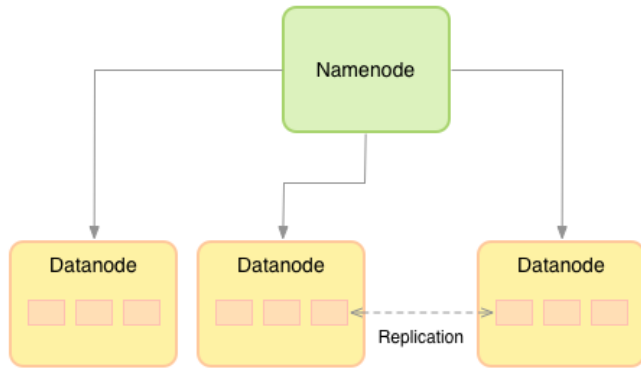 Namenode
Datanode
Datanode
Datanode
Replication